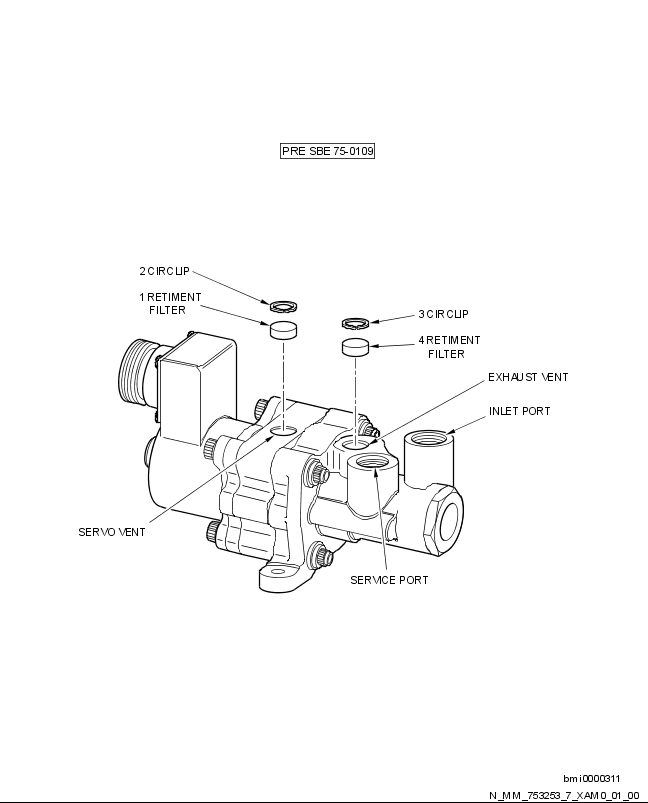 PRE SBE 75-0109
2 CIRCLIP
1 RETIMENT
FILTER
3 CIRCLIP
4 RETIMENT
FILTER
EXHAUST VENT
INLET PORT
SERVO VENT
SERVICE PORT
bmi0000311
N_MM_753253_7_XAM0_01_00